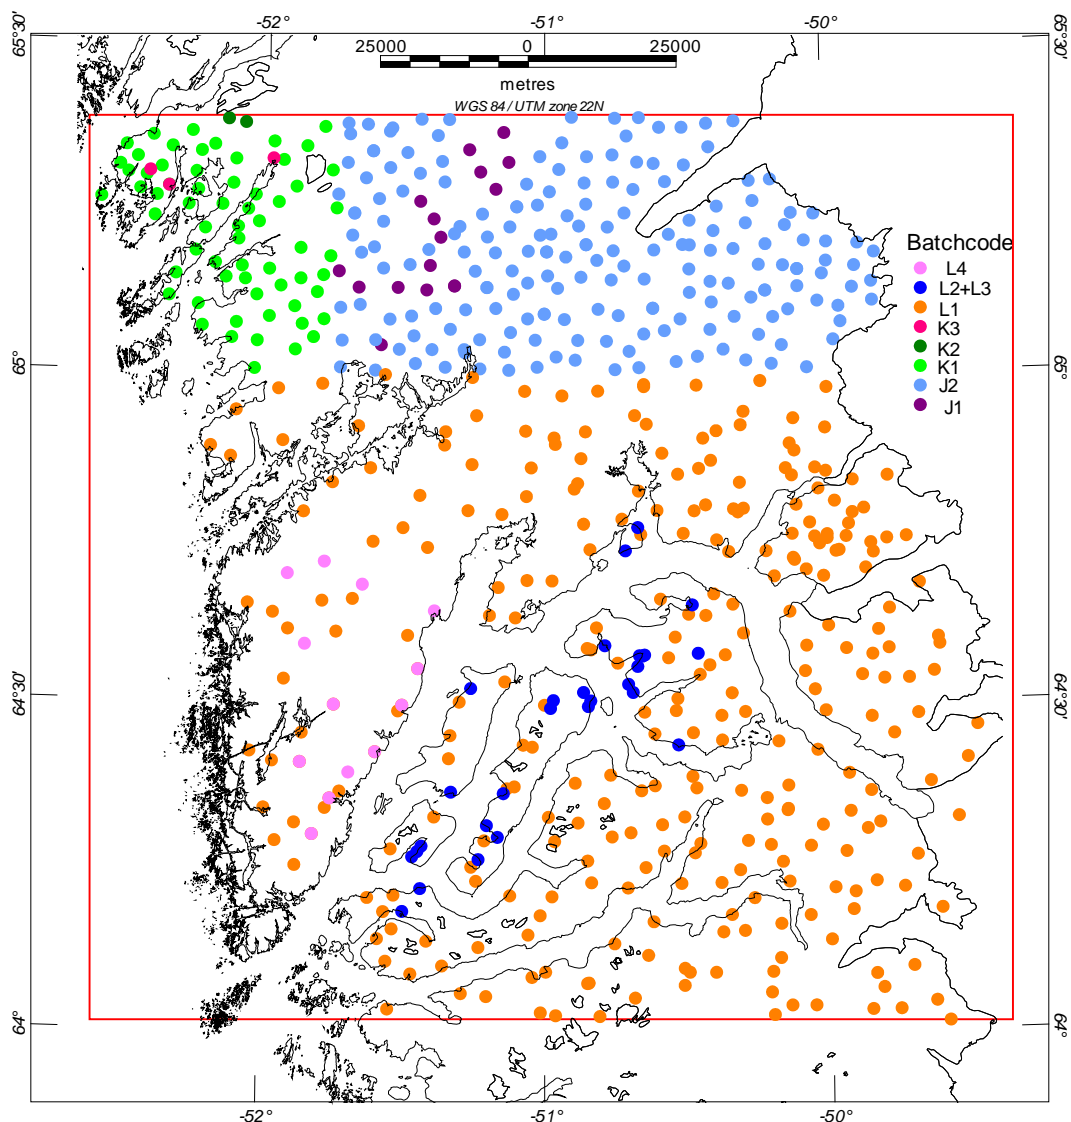 -52° -51° -50°
65°30' 65°30'
25000 0 25000
metres
WGS 84 / UTM zone 22N
Batchcode
L4
L2+L3
L1
K3
K2
K1
J2
J1
65° 65°
64°30' 64°30'
64° 64°
-52° -51° -50°